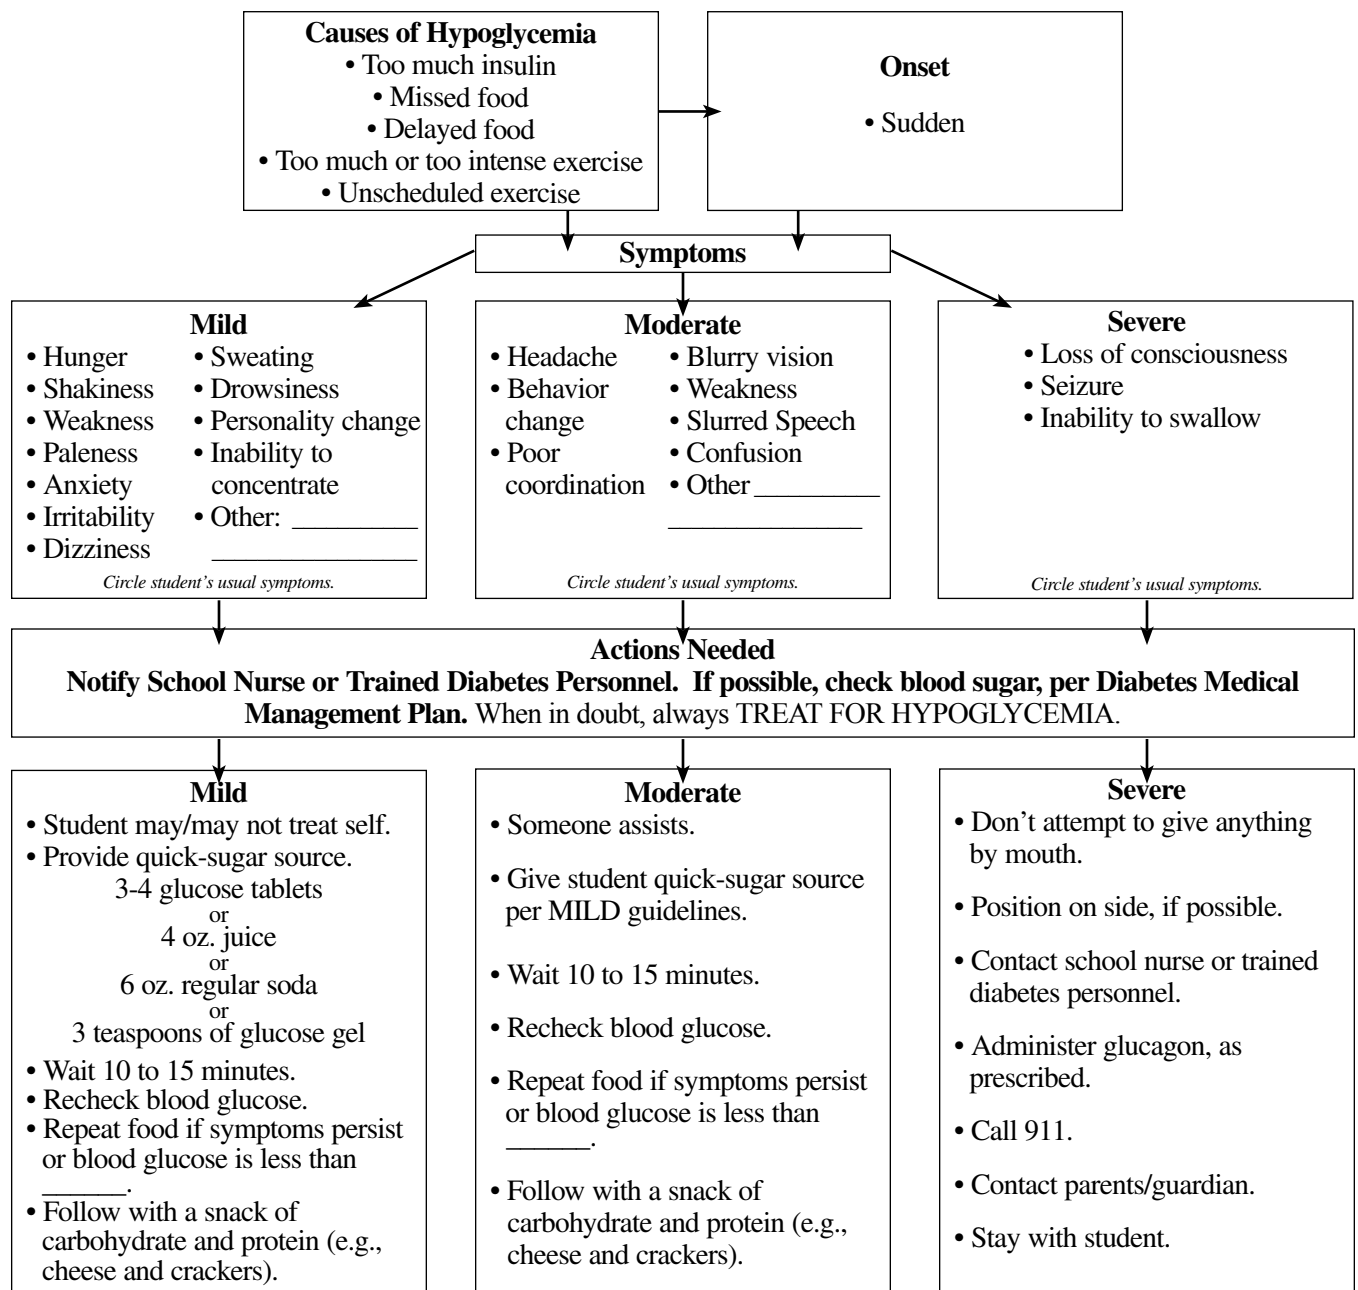 Causes of Hypoglycemia
• Too much insulin
• Missed food
• Delayed food
• Too much or too intense exercise
• Unscheduled exercise
Onset
• Sudden
Symptoms
Mild
• Hunger
• Shakiness
• Weakness
• Paleness
• Anxiety
• Irritability
• Dizziness
• Sweating
• Drowsiness
• Personality change
• Inability to
concentrate
• Other: ___________
__________________
Circle student’s usual symptoms.
Moderate
• Headache
• Behavior
change
• Poor
coordination
• Blurry vision
• Weakness
• Slurred Speech
• Confusion
• Other ___________
_________________
Circle student’s usual symptoms.
Severe
• Loss of consciousness
• Seizure
• Inability to swallow
Circle student’s usual symptoms.
Actions Needed
Notify School Nurse or Trained Diabetes Personnel. If possible, check blood sugar, per Diabetes Medical
Management Plan. When in doubt, always TREAT FOR HYPOGLYCEMIA.
Mild
• Student may/may not treat self.
• Provide quick-sugar source.
3-4 glucose tablets
or
4 oz. juice
or
6 oz. regular soda
or
3 teaspoons of glucose gel
• Wait 10 to 15 minutes.
• Recheck blood glucose.
• Repeat food if symptoms persist
or blood glucose is less than
______.
• Follow with a snack of
carbohydrate and protein (e.g.,
cheese and crackers).
Moderate
• Someone assists.
• Give student quick-sugar source
per MILD guidelines.
• Wait 10 to 15 minutes.
• Recheck blood glucose.
• Repeat food if symptoms persist
or blood glucose is less than
______.
• Follow with a snack of
carbohydrate and protein (e.g.,
cheese and crackers).
Severe
• Don’t attempt to give anything
by mouth.
• Position on side, if possible.
• Contact school nurse or trained
diabetes personnel.
• Administer glucagon, as
prescribed.
• Call 911.
• Contact parents/guardian.
• Stay with student.